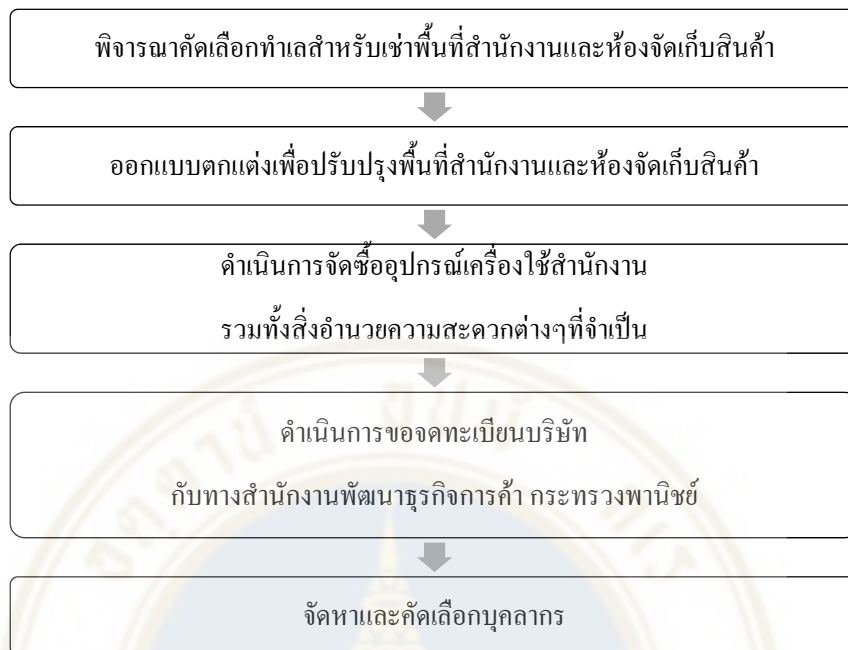 พิจารณาคัดเลือกทำเลสำหรับเช่าพื้นที่สำนักงานและห้องจัดเก็บสินค้า
ออกแบบตกแต่งเพื่อปรับปรุงพื้นที่สำนักงานและห้องจัดเก็บสินค้า
ดำเนินการจัดซื้ออุปกรณ์เครื่องใช้สำนักงาน
รวมทั้งสิ่งอำนวยความสะดวกต่างๆที่จำเป็น
ดำเนินการขอจดทะเบียนบริษัท
กับทางสำนักงานพัฒนาธุรกิจการค้า กระทรวงพานิชย์
จัดหาและคัดเลือกบุคลากร